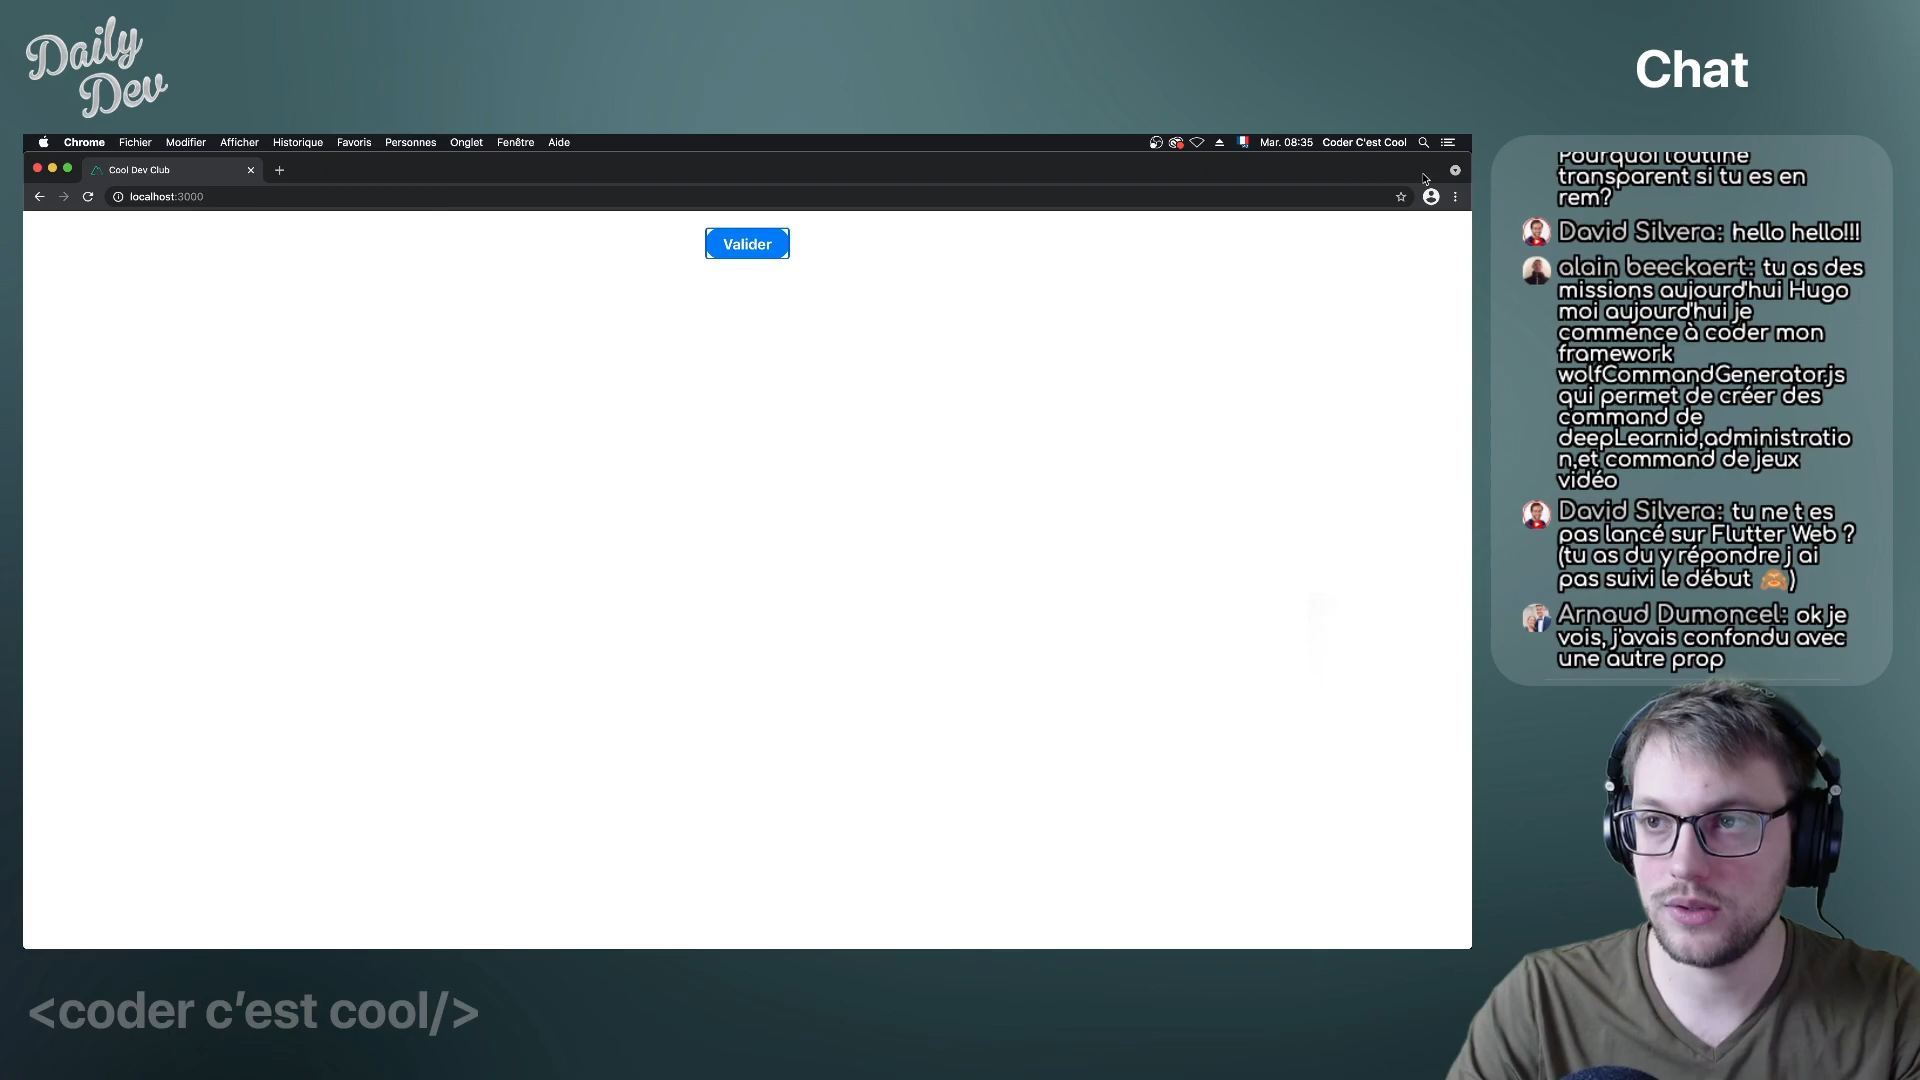 Daily
Dev
Chat
Chrome Fichier Modifier Afficher Historique Favoris Personnes Onglet Fenêtre Aide
Mar. 08:35 Coder C'est Cool
Cool Dev Club
localhost:3000
Valider
Pourquoi l'outline
transparent si tu es en
rem?
David Silvera: hello hello!!!
alain beeckaert: tu as des
missions aujourd'hui Hugo
moi aujourd'hui je
commence à coder mon
framework
wolfCommandGenerator.js
qui permet de créer des
command de
deepLearnid,administratio
n,et command de jeux
vidéo
David Silvera: tu ne t es
pas lancé sur Flutter Web ?
(tu as du y répondre j ai
pas suivi le début 🙈)
Arnaud Dumoncel: ok je
vois, j'avais confondu avec
une autre prop
<coder c'est cool/>